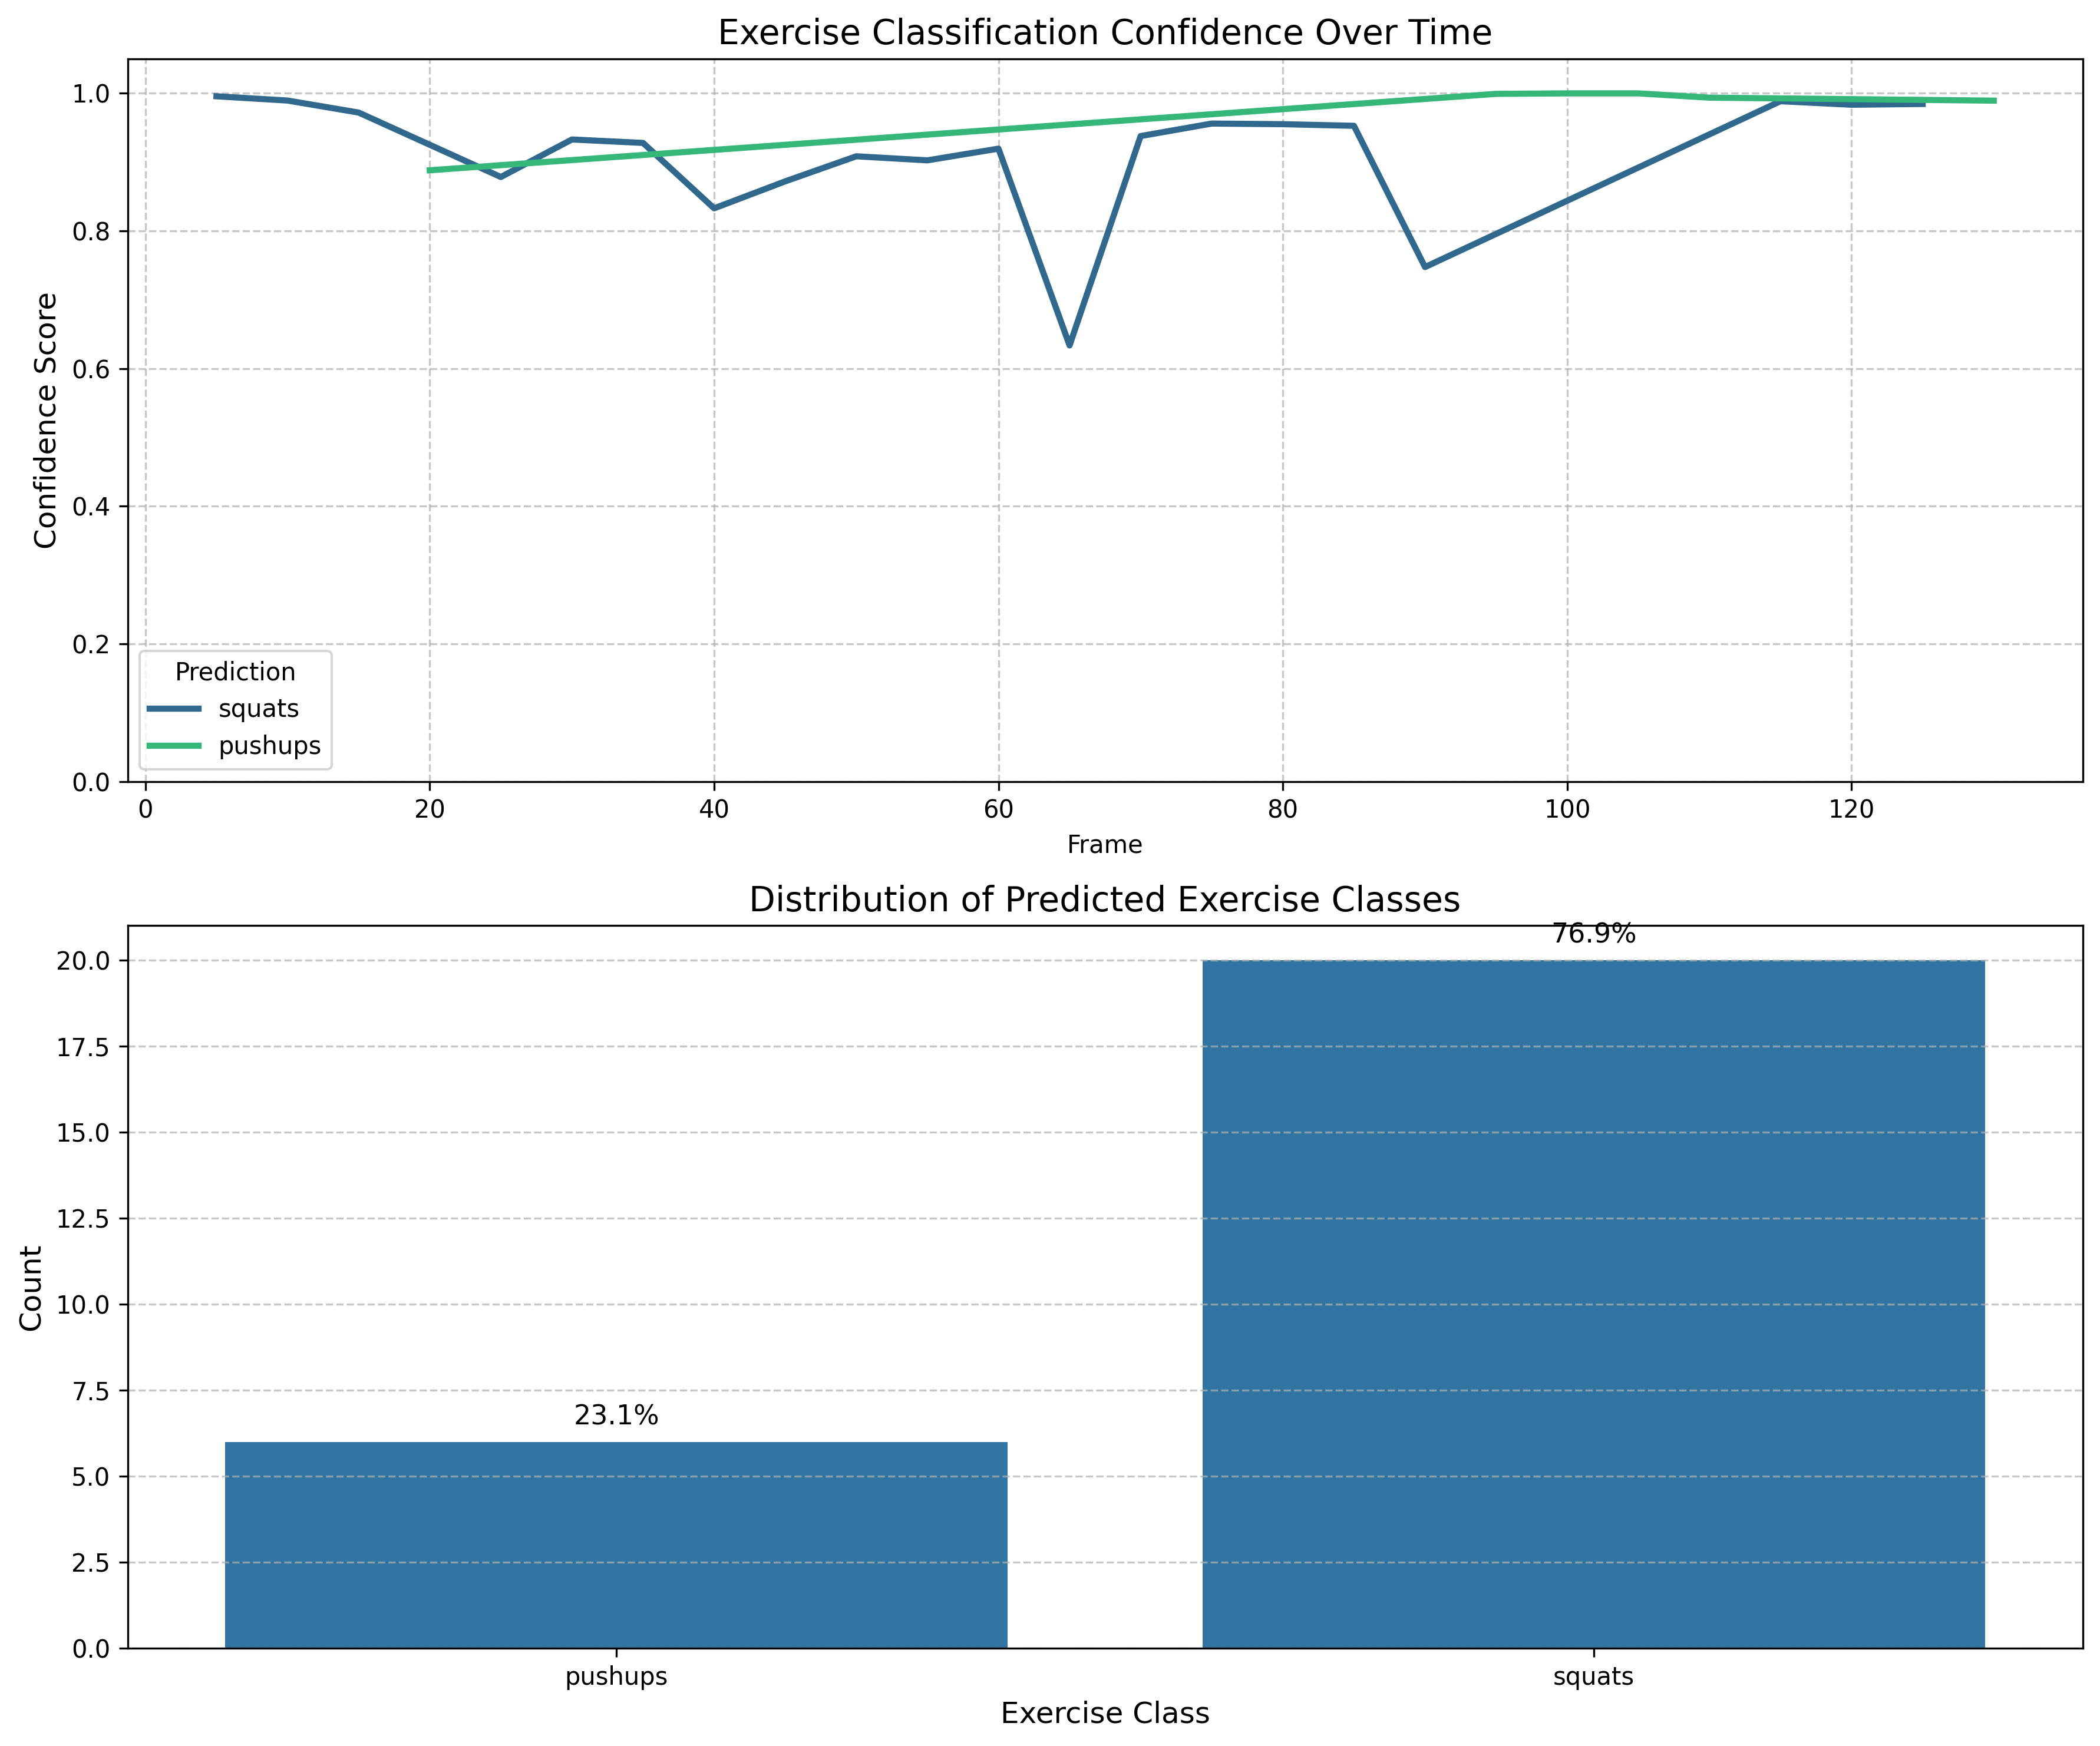 Exercise Classification Confidence Over Time
Confidence Score
1.0
0.8
0.6
0.4
0.2
0.0
Prediction
squats
pushups
0 20 40 60 80 100 120
Frame
Distribution of Predicted Exercise Classes
Count
20.0
17.5
15.0
12.5
10.0
7.5
5.0
2.5
0.0
76.9%
23.1%
pushups squats
Exercise Class